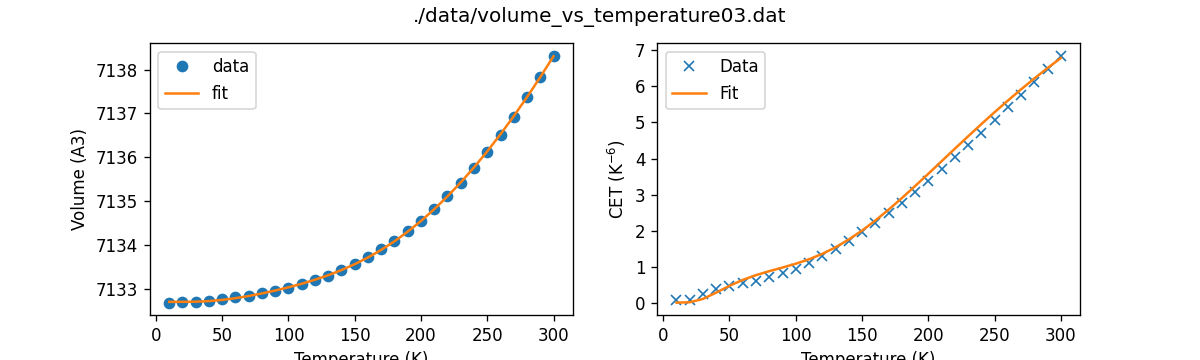 ./data/volume_vs_temperature03.dat
7138
7137
7136
7135
7134
7133
Volume (A3)
data
fit
0 50 100 150 200 250 300
Temperature (K)
7
6
5
4
3
2
1
0
CET (K⁻⁶)
Data
Fit
0 50 100 150 200 250 300
Temperature (K)